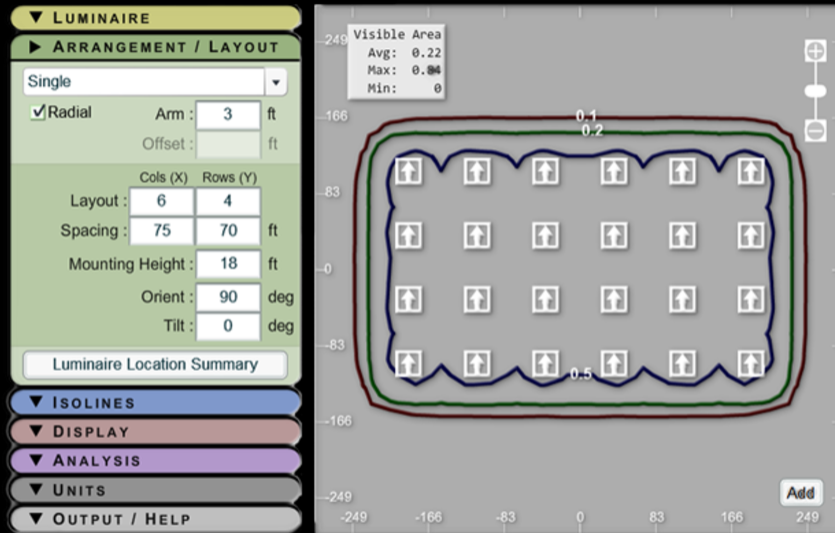 LUMINAIRE
ARRANGEMENT / LAYOUT
Single
Radial Arm : 3 ft
Offset : ft
Cols (X) Rows (Y)
Layout : 6 4
Spacing : 75 70 ft
Mounting Height : 18 ft
Orient : 90 deg
Tilt : 0 deg
Luminaire Location Summary
ISOLINES
DISPLAY
ANALYSIS
UNITS
OUTPUT / HELP
Visible Area
Avg: 0.22
Max:
Min: 0
249
166
83
0
-83
-166
-249
0.1
0.2
0.5
Add
-249 -166 -83 0 83 166 249